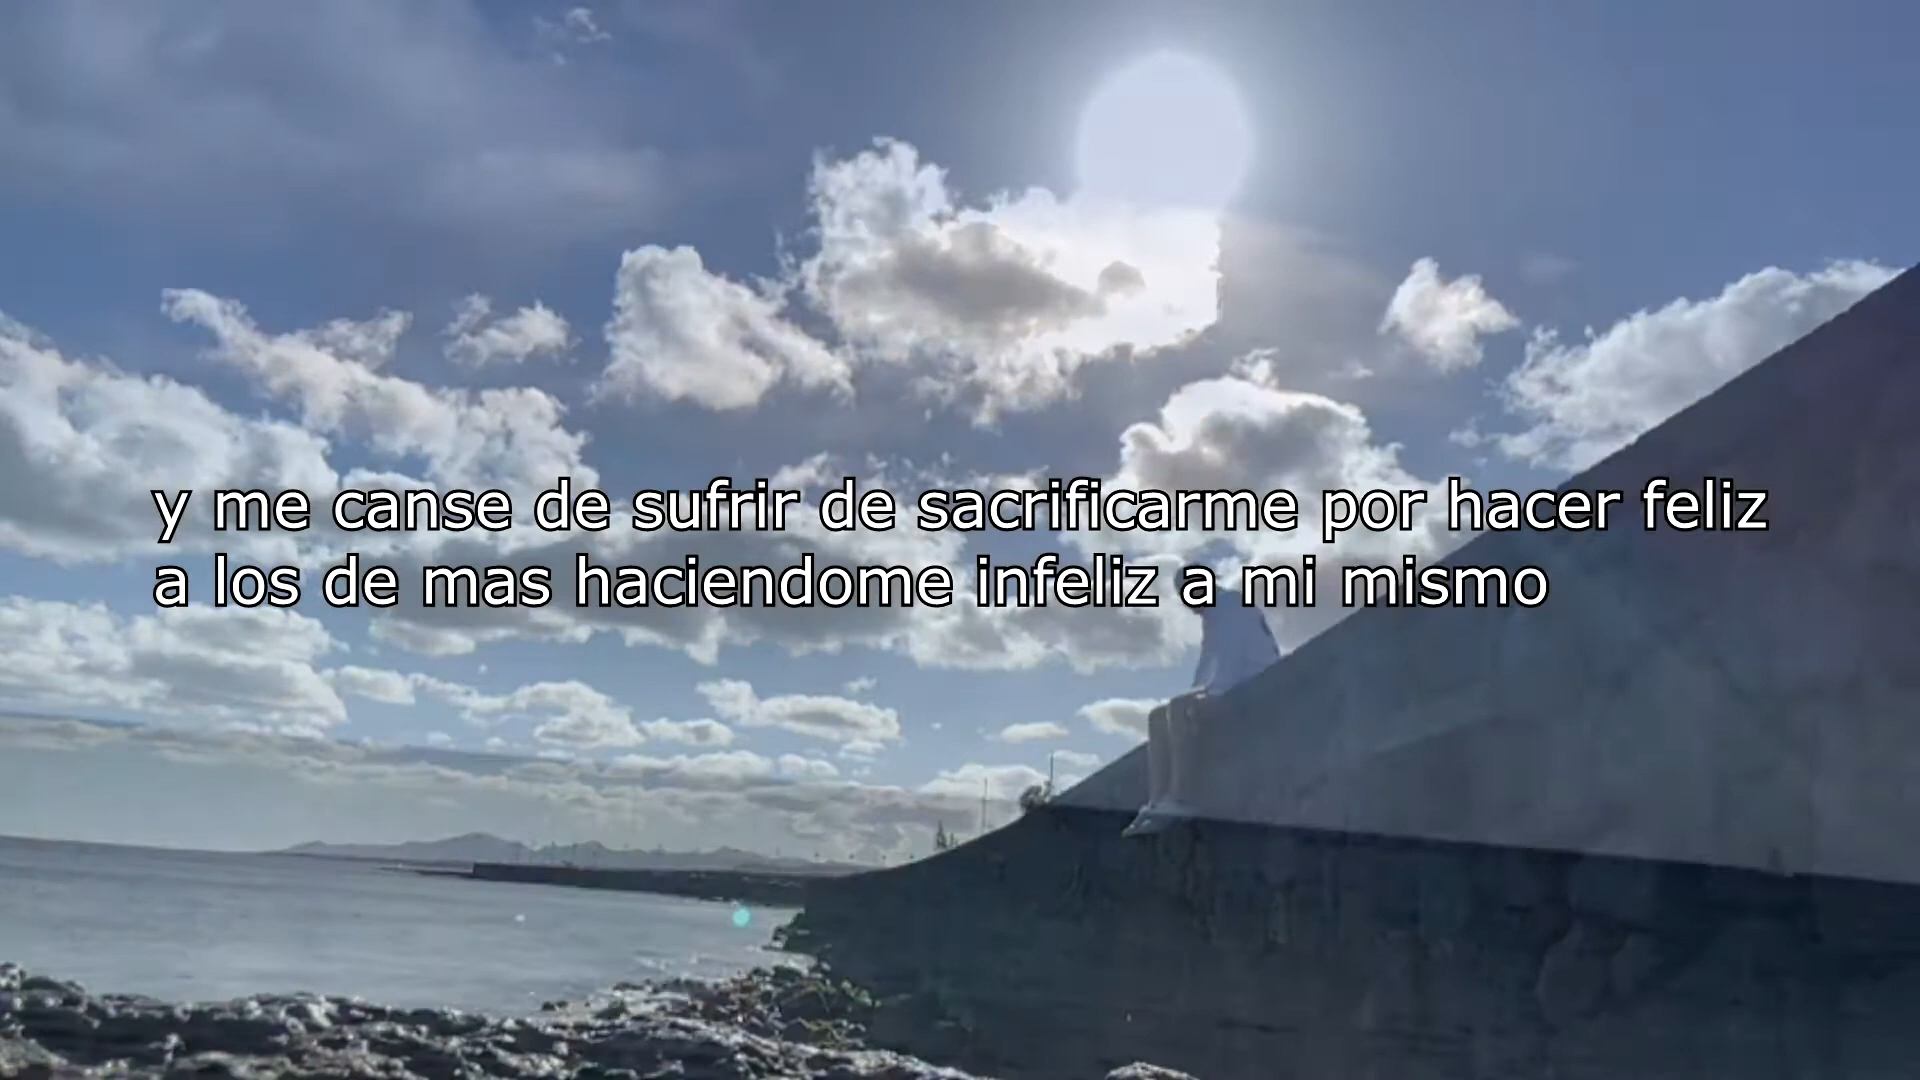 y me canse de sufrir de sacrificarme por hacer feliz
a los de mas haciendome infeliz a mi mismo